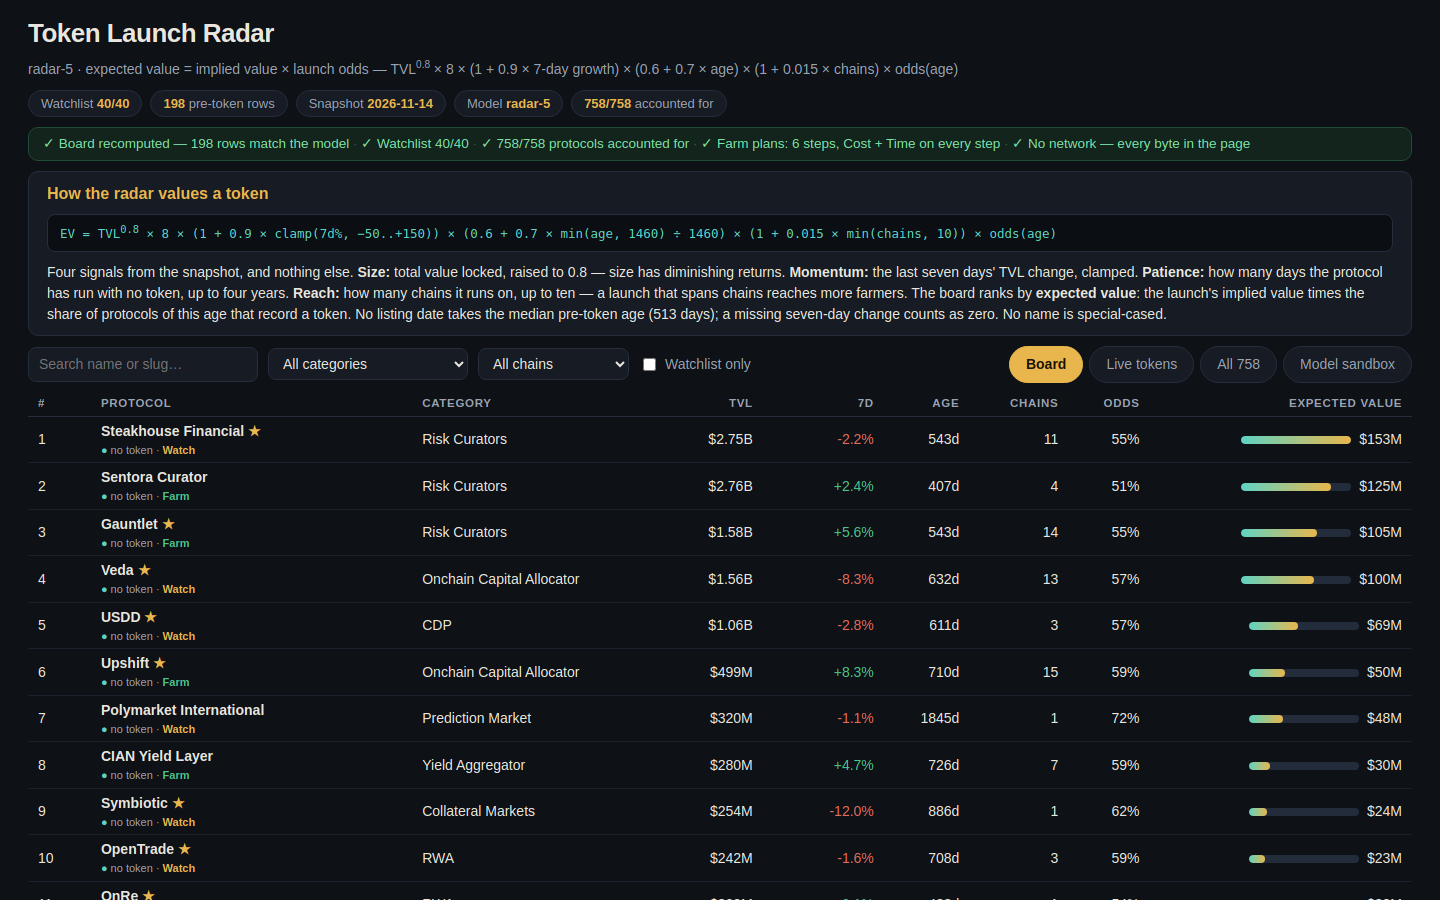 Token Launch Radar
radar-5 · expected value = implied value × launch odds — TVL^0.8 × 8 × (1 + 0.9 × 7-day growth) × (0.6 + 0.7 × age) × (1 + 0.015 × chains) × odds(age)
Watchlist 40/40 198 pre-token rows Snapshot 2026-11-14 Model radar-5 758/758 accounted for
✓ Board recomputed — 198 rows match the model · ✓ Watchlist 40/40 · ✓ 758/758 protocols accounted for · ✓ Farm plans: 6 steps, Cost + Time on every step · ✓ No network — every byte in the page
How the radar values a token
EV = TVL^0.8 × 8 × (1 + 0.9 × clamp(7d%, −50..+150)) × (0.6 + 0.7 × min(age, 1460) ÷ 1460) × (1 + 0.015 × min(chains, 10)) × odds(age)
Four signals from the snapshot, and nothing else. Size: total value locked, raised to 0.8 — size has diminishing returns. Momentum: the last seven days' TVL change, clamped. Patience: how many days the protocol
has run with no token, up to four years. Reach: how many chains it runs on, up to ten — a launch that spans chains reaches more farmers. The board ranks by expected value: the launch's implied value times the
share of protocols of this age that record a token. No listing date takes the median pre-token age (513 days); a missing seven-day change counts as zero. No name is special-cased.
Search name or slug… All categories All chains Watchlist only Board Live tokens All 758 Model sandbox
# PROTOCOL CATEGORY TVL 7D AGE CHAINS ODDS EXPECTED VALUE
1 Steakhouse Financial ★ Risk Curators $2.75B -2.2% 543d 11 55% $153M
● no token · Watch
2 Sentora Curator Risk Curators $2.76B +2.4% 407d 4 51% $125M
● no token · Farm
3 Gauntlet ★ Risk Curators $1.58B +5.6% 543d 14 55% $105M
● no token · Farm
4 Veda ★ Onchain Capital Allocator $1.56B -8.3% 632d 13 57% $100M
● no token · Watch
5 USDD ★ CDP $1.06B -2.8% 611d 3 57% $69M
● no token · Watch
6 Upshift ★ Onchain Capital Allocator $499M +8.3% 710d 15 59% $50M
● no token · Farm
7 Polymarket International Prediction Market $320M -1.1% 1845d 1 72% $48M
● no token · Watch
8 CIAN Yield Layer Yield Aggregator $280M +4.7% 726d 7 59% $30M
● no token · Farm
9 Symbiotic ★ Collateral Markets $254M -12.0% 886d 1 62% $24M
● no token · Watch
10 OpenTrade ★ RWA $242M -1.6% 708d 3 59% $23M
● no token · Watch
OnRe ★